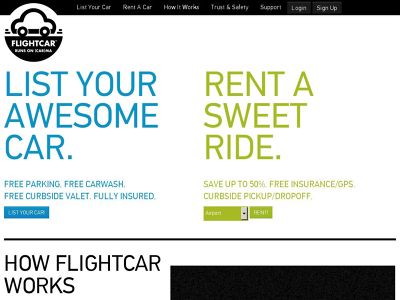 List Your Car Rent A Car How It Works Trust & Safety Support Login Sign Up
FLIGHTCAR
RUNS ON (CAR)MA
LIST YOUR
AWESOME
CAR.
FREE PARKING. FREE CARWASH.
FREE CURBSIDE VALET. FULLY INSURED.
LIST YOUR CAR!
RENT A
SWEET
RIDE.
SAVE UP TO 50%. FREE INSURANCE/GPS.
CURBSIDE PICKUP/DROPOFF.
Airport RENT!
HOW FLIGHTCAR
WORKS